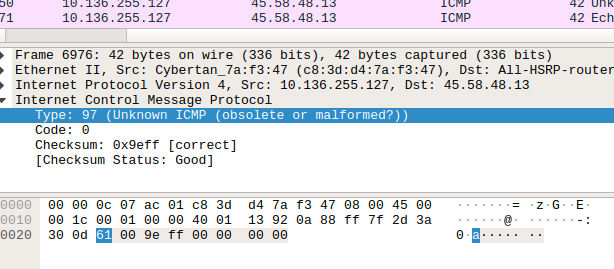 50 10.136.255.127 45.58.48.13 ICMP 42 Unk
71 10.136.255.127 45.58.48.13 ICMP 42 Ech
Frame 6976: 42 bytes on wire (336 bits), 42 bytes captured (336 bits)
Ethernet II, Src: Cybertan_7a:f3:47 (c8:3d:d4:7a:f3:47), Dst: All-HSRP-router
Internet Protocol Version 4, Src: 10.136.255.127, Dst: 45.58.48.13
Internet Control Message Protocol
Type: 97 (Unknown ICMP (obsolete or malformed?))
Code: 0
Checksum: 0x9eff [correct]
[Checksum Status: Good]
0000 00 00 0c 07 ac 01 c8 3d d4 7a f3 47 08 00 45 00 ·······= ·z·G··E·
0010 00 1c 00 01 00 00 40 01 13 92 0a 88 ff 7f 2d 3a ······@· ······-:
0020 30 0d 61 00 9e ff 00 00 00 00 0·a····· ··